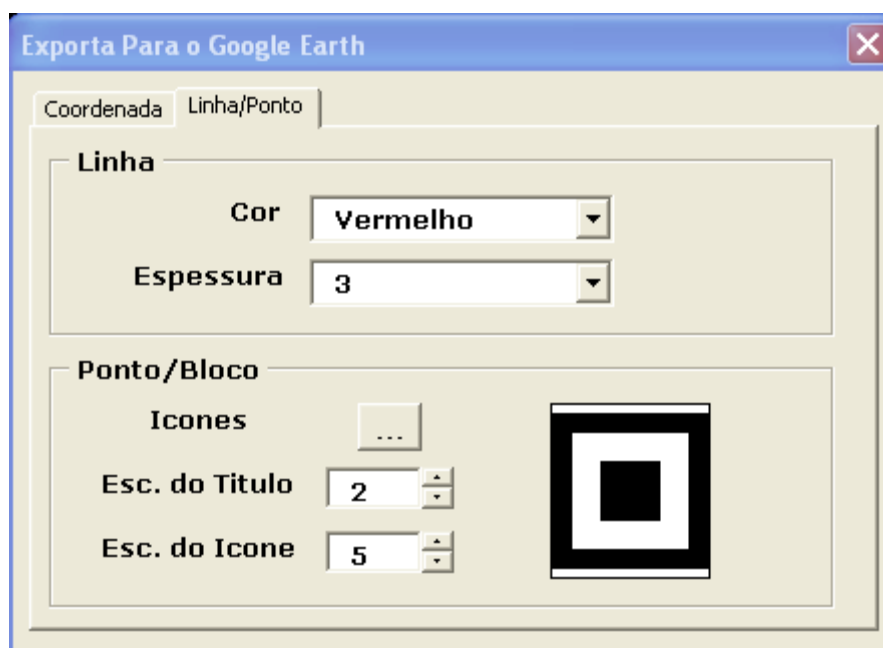 Exporta Para o Google Earth
Coordenada Linha/Ponto
Linha
Cor Vermelho
Espessura 3
Ponto/Bloco
Icones ...
Esc. do Titulo 2
Esc. do Icone 5